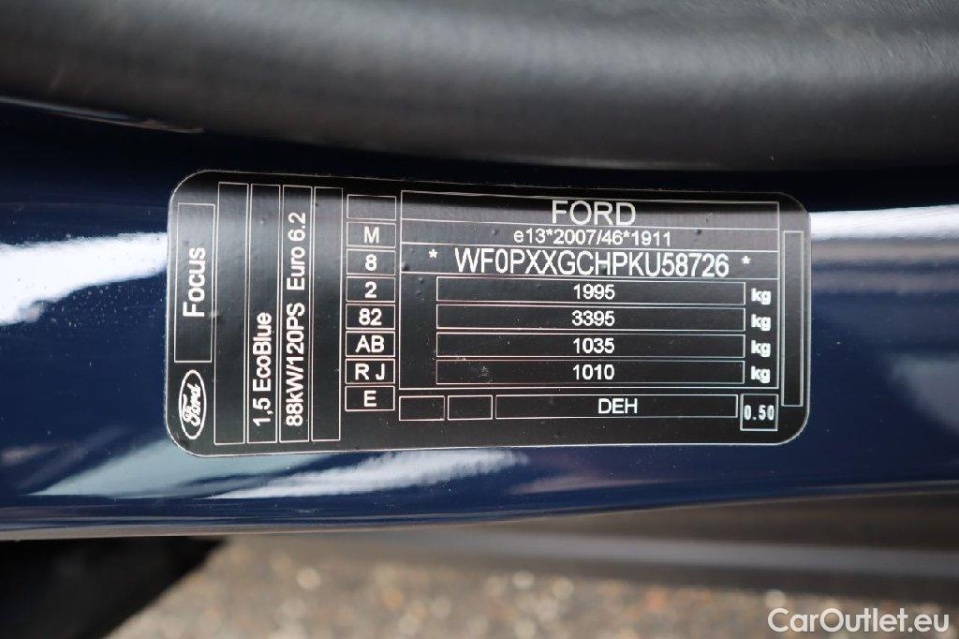 FORD
e13*2007/46*1911
* WF0PXXGCHPKU58726 *
1995 kg
3395 kg
1035 kg
1010 kg
DEH
0.50
M
8
2
82
AB
R J
E
Focus
Ford
1,5 EcoBlue
88kW/120PS Euro 6.2
CarOutlet.eu